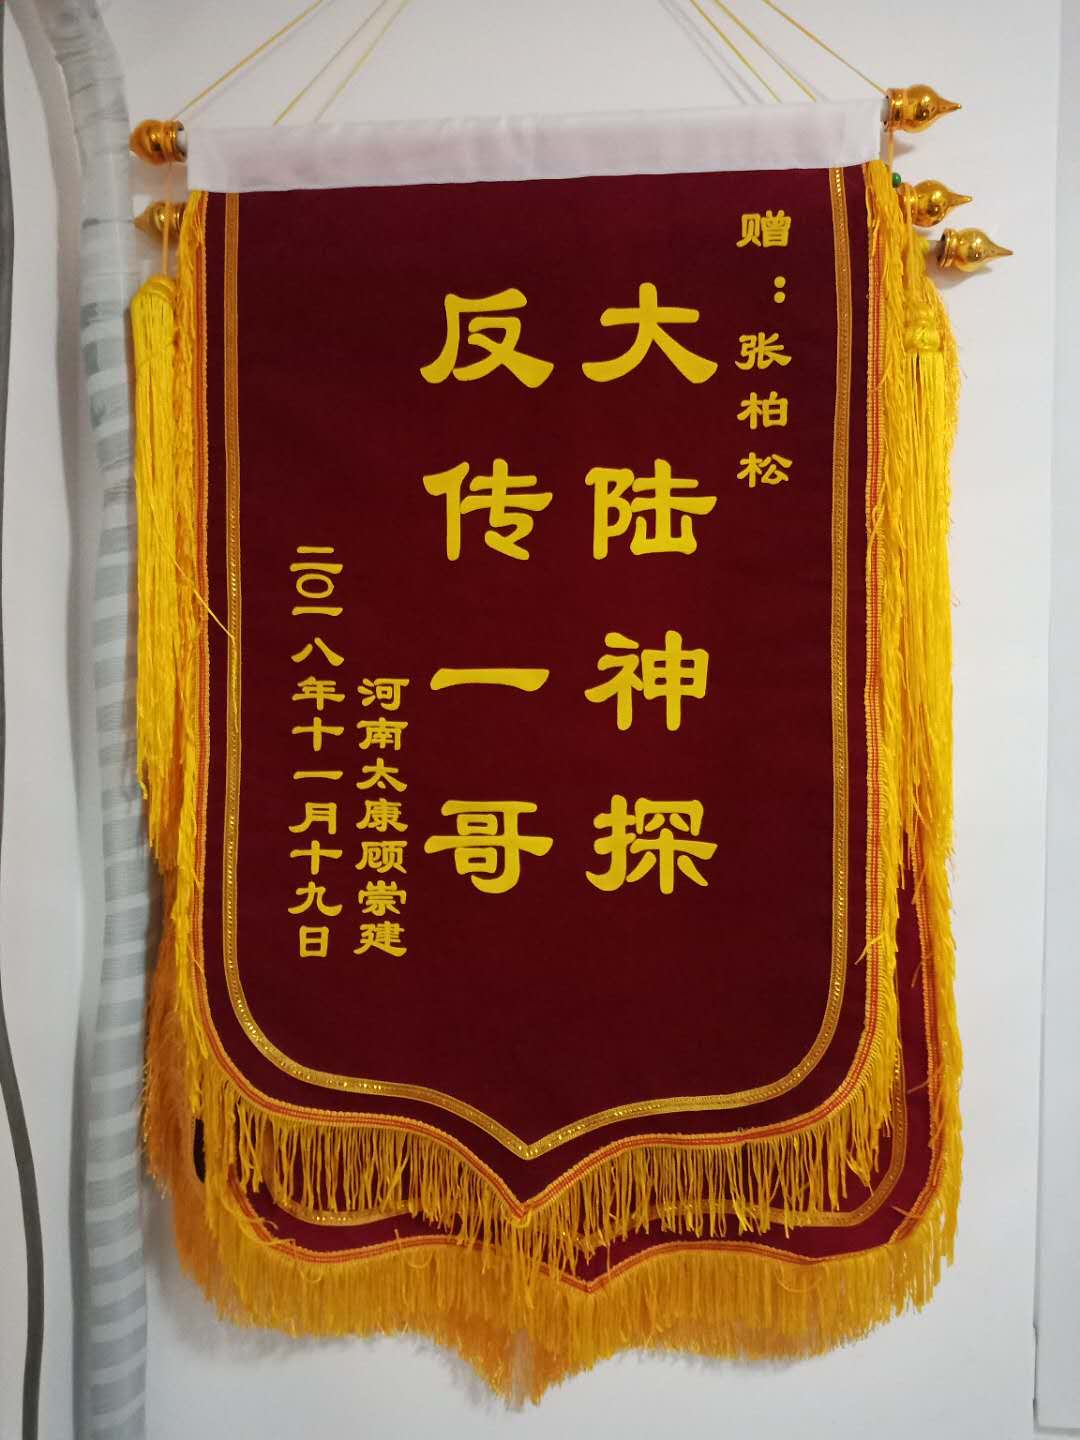 赠：张柏松
大陆神探
反传一哥
河南太康顾崇建
二〇一八年十一月十九日